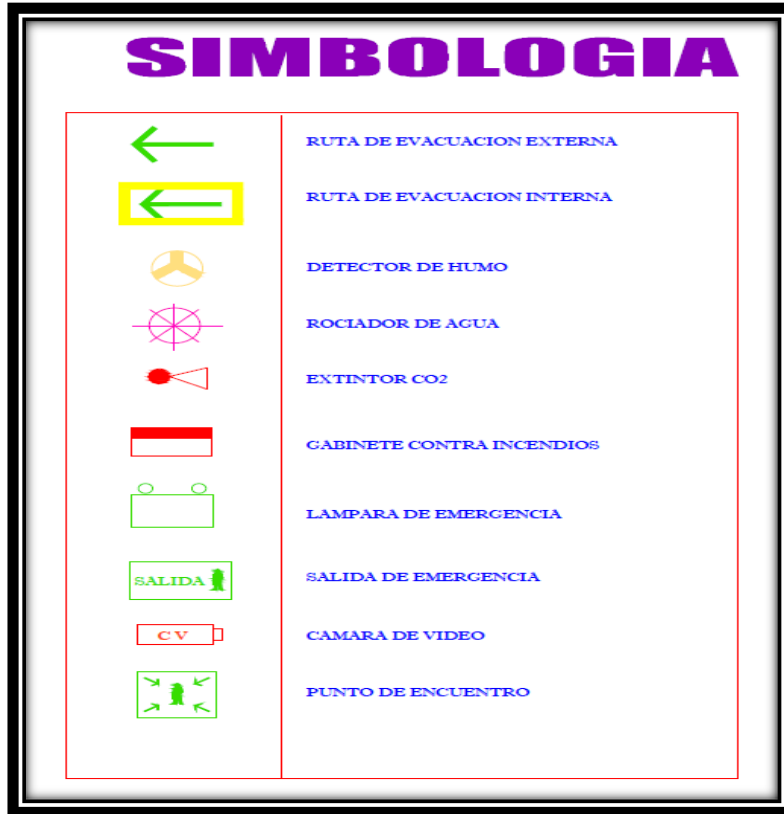 SIMBOLOGIA
RUTA DE EVACUACION EXTERNA
RUTA DE EVACUACION INTERNA
DETECTOR DE HUMO
ROCIADOR DE AGUA
EXTINTOR CO2
GABINETE CONTRA INCENDIOS
LAMPARA DE EMERGENCIA
SALIDA SALIDA DE EMERGENCIA
C V CAMARA DE VIDEO
PUNTO DE ENCUENTRO